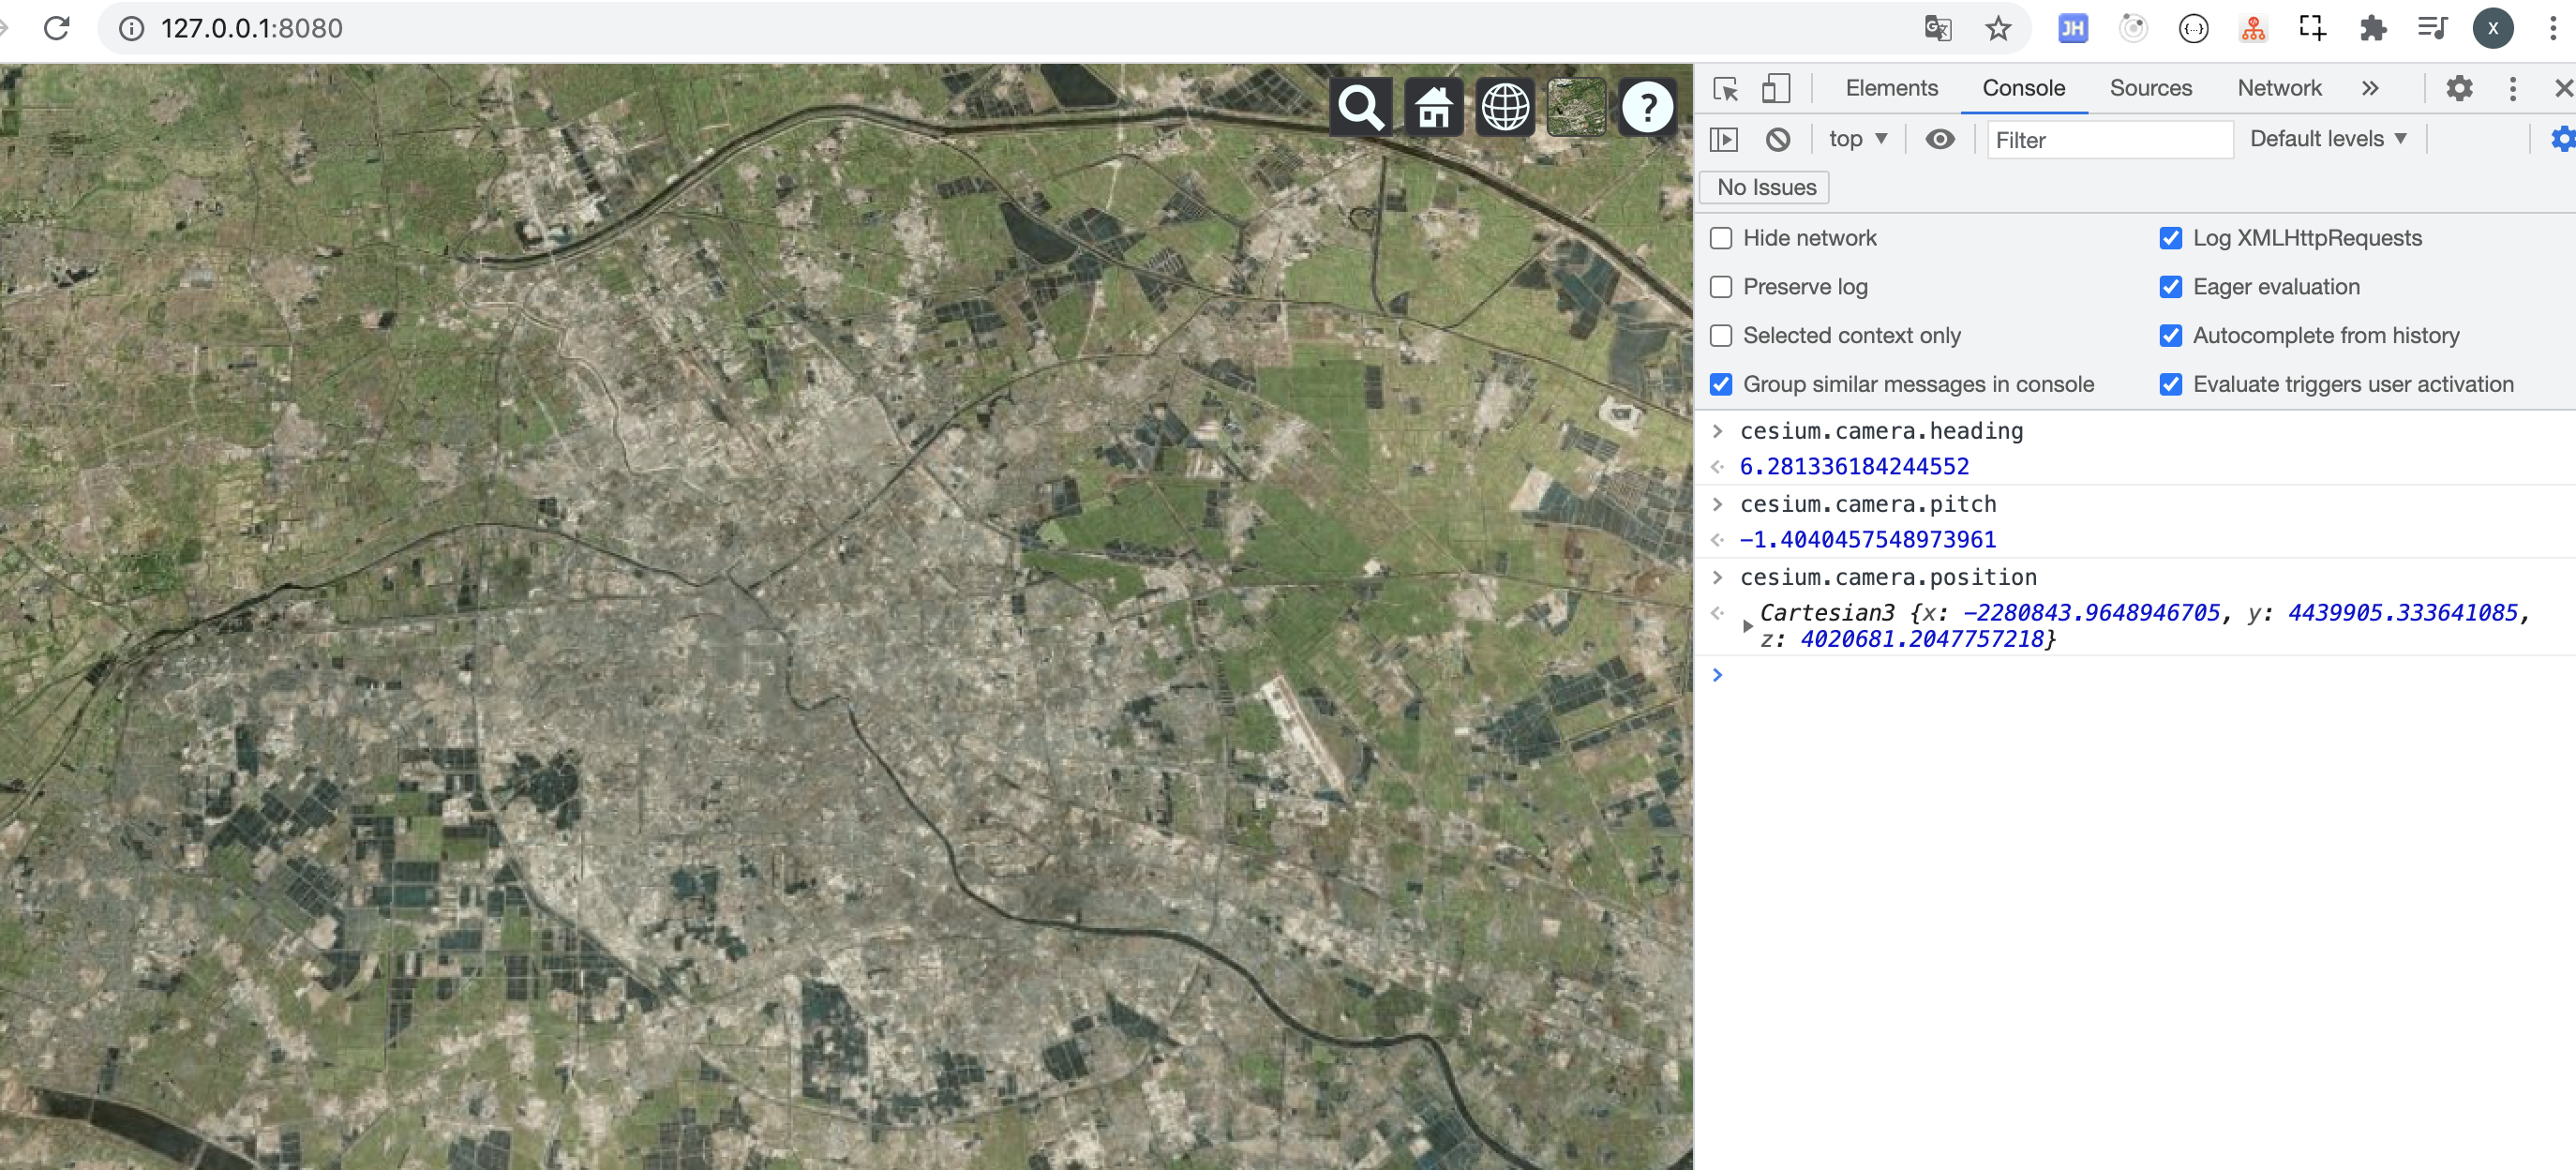 127.0.0.1:8080
JH
X
?
Elements Console Sources Network
top Filter Default levels
No Issues
Hide network Log XMLHttpRequests
Preserve log Eager evaluation
Selected context only Autocomplete from history
Group similar messages in console Evaluate triggers user activation
cesium.camera.heading
6.281336184244552
cesium.camera.pitch
-1.4040457548973961
cesium.camera.position
Cartesian3 {x: -2280843.9648946705, y: 4439905.333641085,
z: 4020681.2047757218}